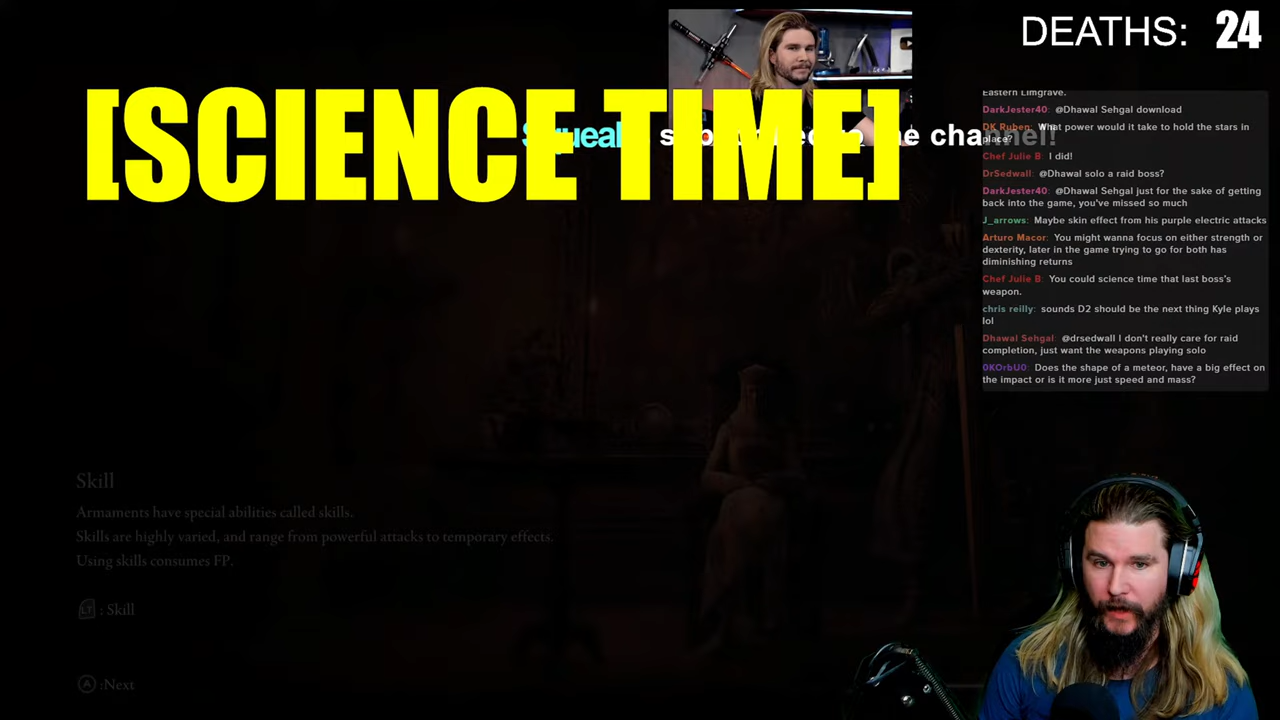 DEATHS: 24
[SCIENCE TIME]
channel!
Eastern Limgrave.
DarkJester40: @Dhawal Sehgal download
DK Ruben: What power would it take to hold the stars in
place?
Chef Julie B: I did!
DrSedwall: @Dhawal solo a raid boss?
DarkJester40: @Dhawal Sehgal just for the sake of getting
back into the game, you've missed so much
J_arrows: Maybe skin effect from his purple electric attacks
Arturo Macor: You might wanna focus on either strength or
dexterity, later in the game trying to go for both has
diminishing returns
Chef Julie B: You could science time that last boss's
weapon.
chris reilly: sounds D2 should be the next thing Kyle plays
lol
Dhawal Sehgal: @drsedwall I don't really care for raid
completion, just want the weapons playing solo
0KOrbU0: Does the shape of a meteor, have a big effect on
the impact or is it more just speed and mass?
Skill
Armaments have special abilities called skills.
Skills are highly varied, and range from powerful attacks to temporary effects.
Using skills consumes FP.
LT : Skill
A :Next